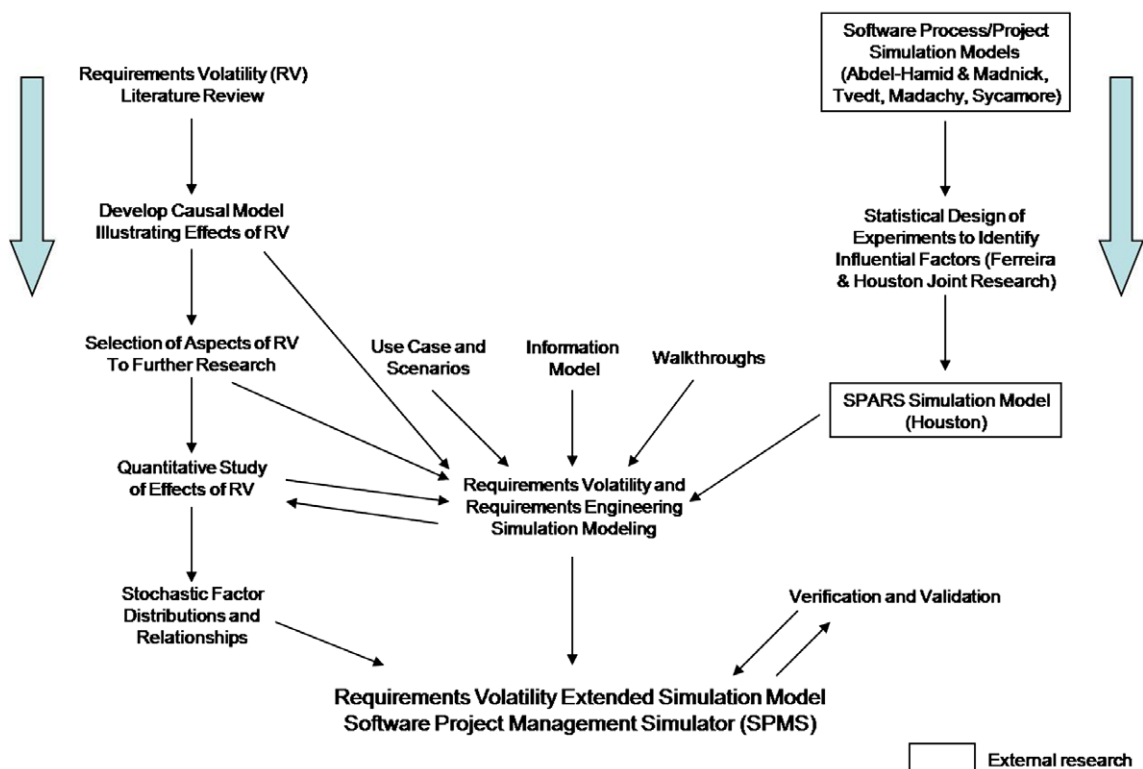 Requirements Volatility (RV)
Literature Review
Develop Causal Model
Illustrating Effects of RV
Selection of Aspects of RV
To Further Research
Quantitative Study
of Effects of RV
Stochastic Factor
Distributions and
Relationships
Use Case and
Scenarios
Information
Model
Walkthroughs
Software Process/Project
Simulation Models
(Abdel-Hamid & Madnick,
Tvedt, Madachy, Sycamore)
Statistical Design of
Experiments to Identify
Influential Factors (Ferreira
& Houston Joint Research)
SPARS Simulation Model
(Houston)
Requirements Volatility and
Requirements Engineering
Simulation Modeling
Verification and Validation
Requirements Volatility Extended Simulation Model
Software Project Management Simulator (SPMS)
External research